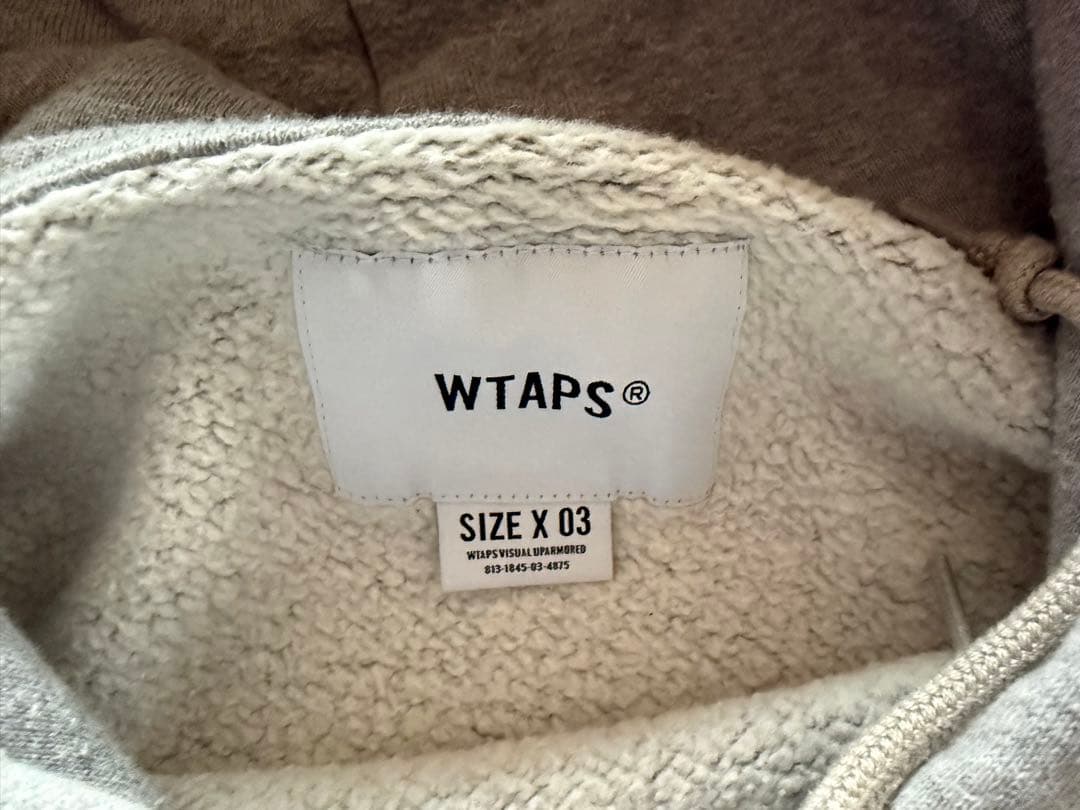 WTAPS®
SIZE X 03
WTAPS VISUAL UPARMORED
813-1845-03-4875